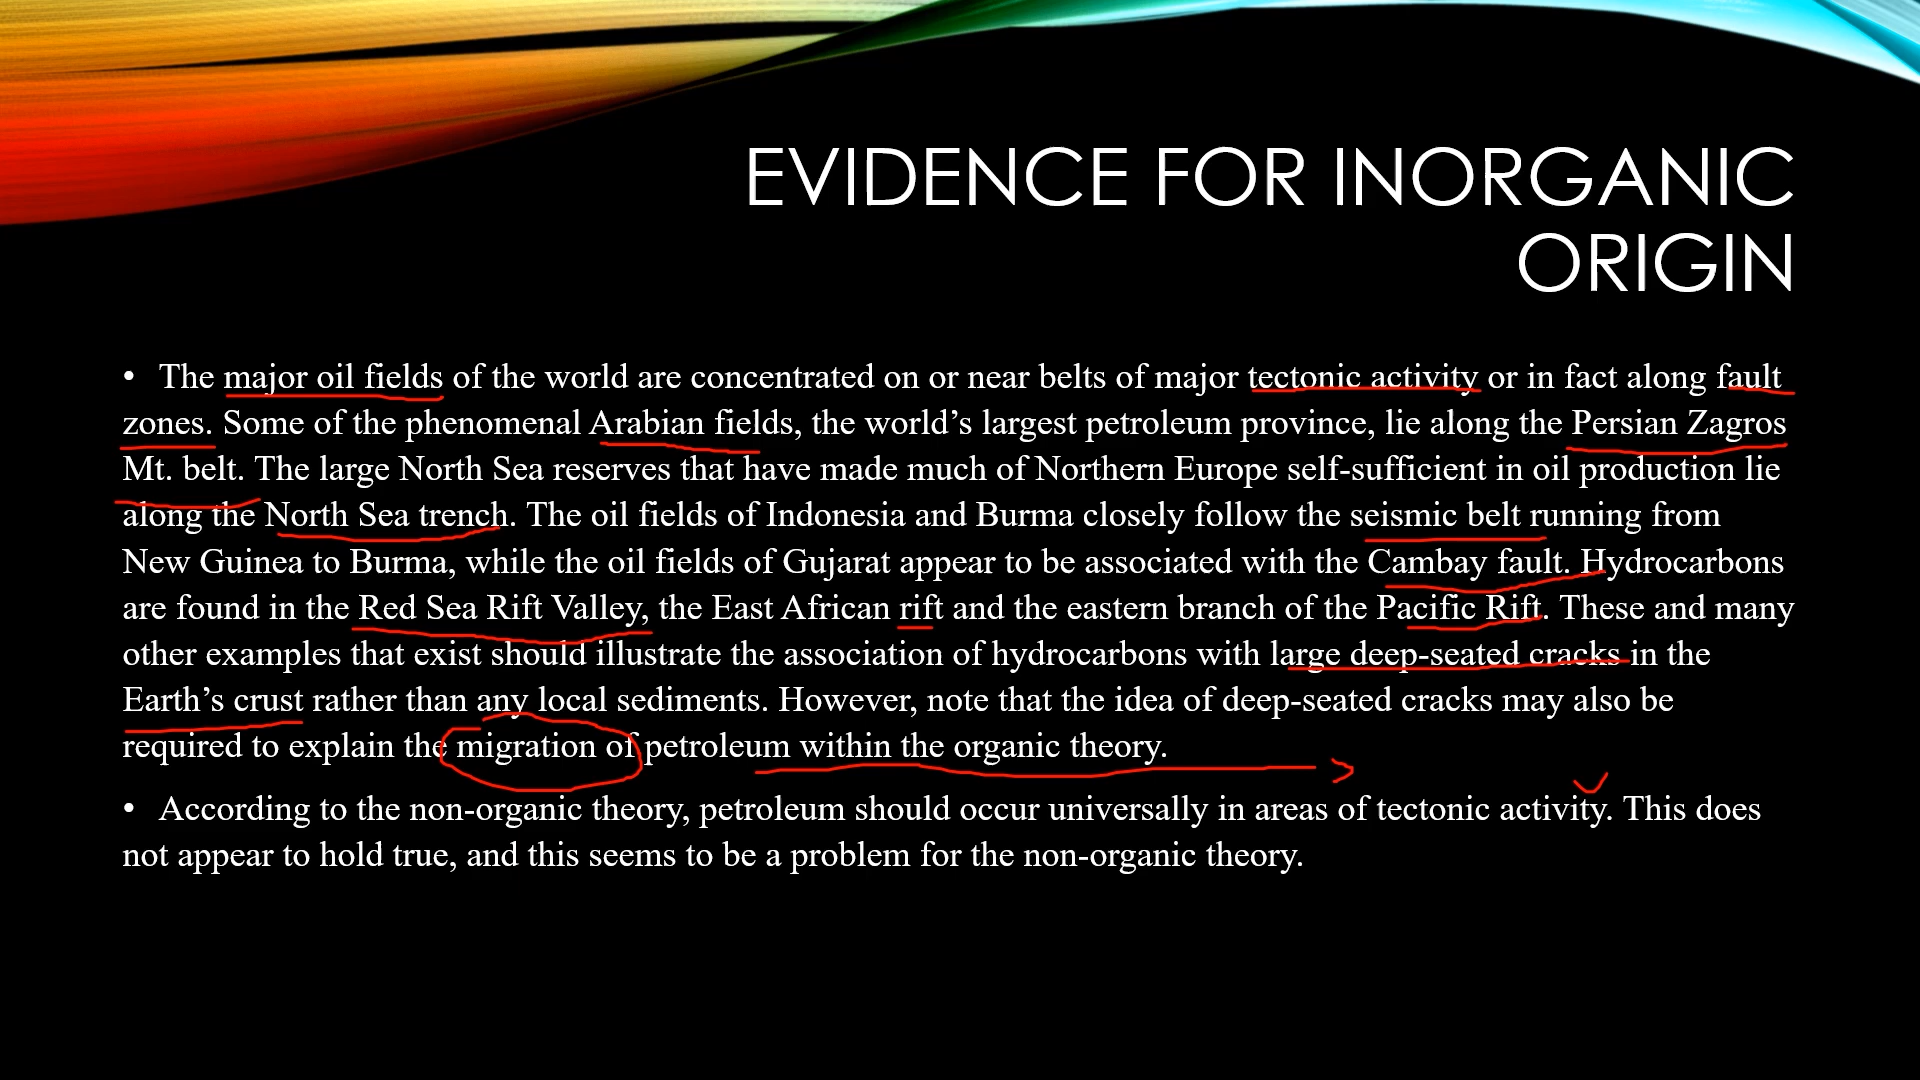 EVIDENCE FOR INORGANIC
ORIGIN
• The major oil fields of the world are concentrated on or near belts of major tectonic activity or in fact along fault
zones. Some of the phenomenal Arabian fields, the world’s largest petroleum province, lie along the Persian Zagros
Mt. belt. The large North Sea reserves that have made much of Northern Europe self-sufficient in oil production lie
along the North Sea trench. The oil fields of Indonesia and Burma closely follow the seismic belt running from
New Guinea to Burma, while the oil fields of Gujarat appear to be associated with the Cambay fault. Hydrocarbons
are found in the Red Sea Rift Valley, the East African rift and the eastern branch of the Pacific Rift. These and many
other examples that exist should illustrate the association of hydrocarbons with large deep-seated cracks in the
Earth’s crust rather than any local sediments. However, note that the idea of deep-seated cracks may also be
required to explain the migration of petroleum within the organic theory.
• According to the non-organic theory, petroleum should occur universally in areas of tectonic activity. This does
not appear to hold true, and this seems to be a problem for the non-organic theory.